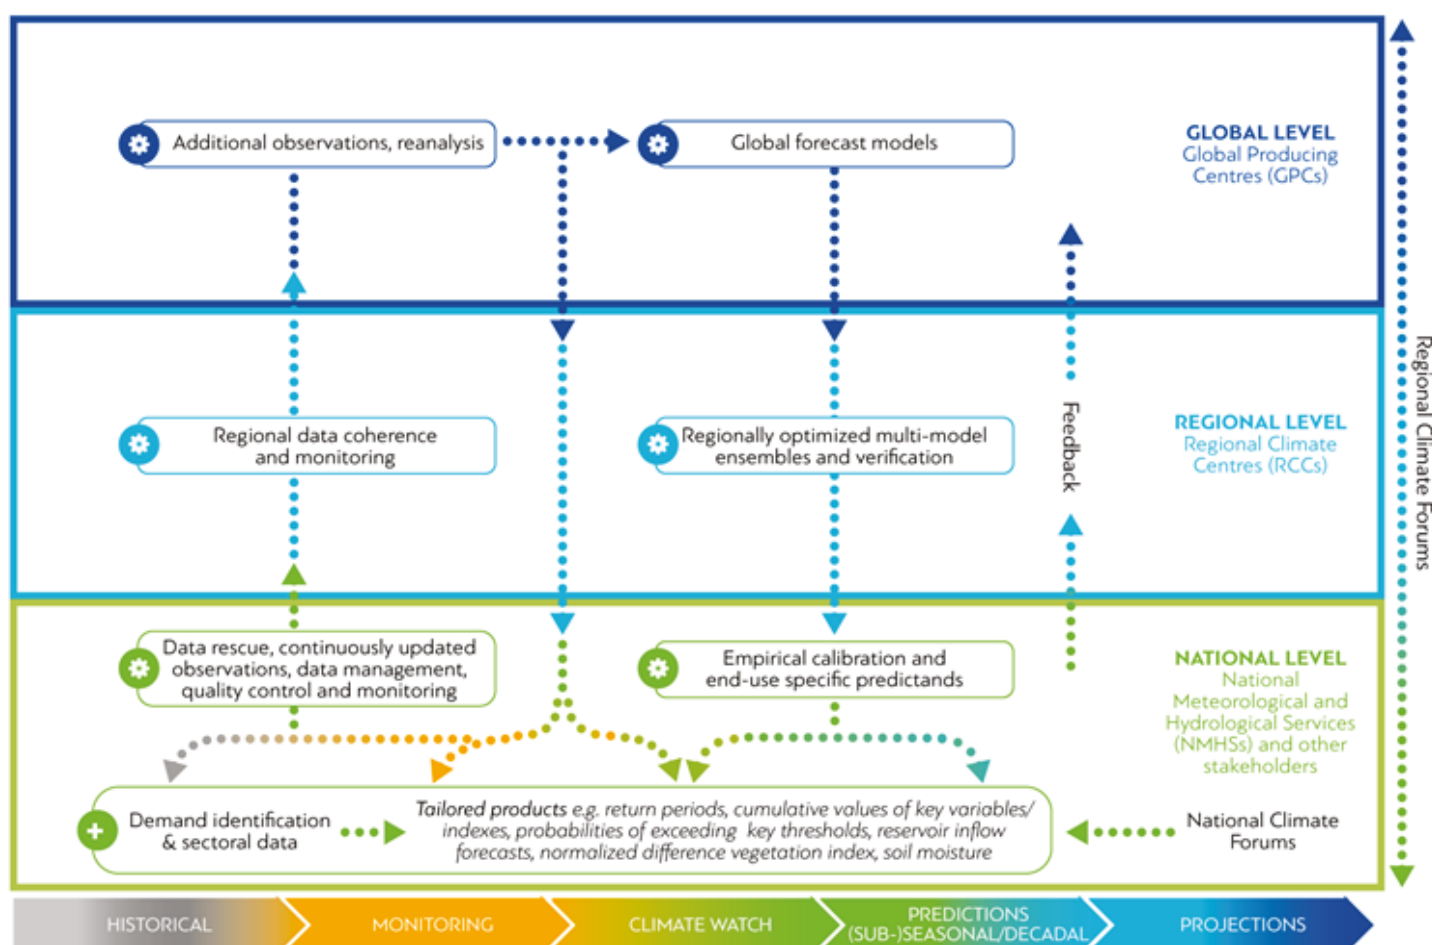 Additional observations, reanalysis
Global forecast models
GLOBAL LEVEL
Global Producing
Centres (GPCs)
Regional data coherence
and monitoring
Regionally optimized multi-model
ensembles and verification
Feedback
REGIONAL LEVEL
Regional Climate
Centres (RCCs)
Regional Climate Forums
Data rescue, continuously updated
observations, data management,
quality control and monitoring
Empirical calibration and
end-use specific predictands
NATIONAL LEVEL
National
Meteorological and
Hydrological Services
(NMHSs) and other
stakeholders
Demand identification
& sectoral data
Tailored products e.g. return periods, cumulative values of key variables/
indexes, probabilities of exceeding key thresholds, reservoir inflow
forecasts, normalized difference vegetation index, soil moisture
National Climate
Forums
HISTORICAL
MONITORING
CLIMATE WATCH
PREDICTIONS
(SUB-)SEASONAL/DECADAL
PROJECTIONS